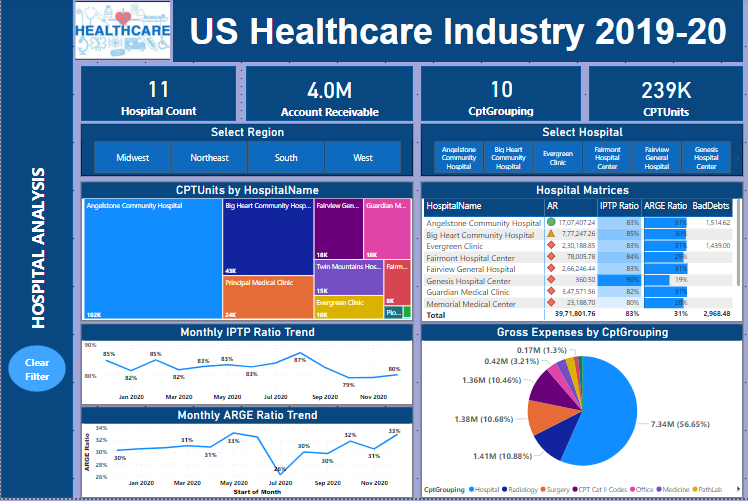 HEALTHCARE
US Healthcare Industry 2019-20
HOSPITAL ANALYSIS
Clear
Filter
11
Hospital Count
4.0M
Account Receivable
10
CptGrouping
239K
CPTUnits
Select Region
Midwest
Northeast
South
West
Select Hospital
Angelstone
Community
Hospital
Big Heart
Community
Hospital
Evergreen
Clinic
Fairmont
Hospital
Center
Fairview
General
Hospital
Genesis
Hospital
Center
CPTUnits by HospitalName
Angelstone Community Hospital
102K
Big Heart Community Hosp...
43K
Principal Medical Clinic
24K
Fairview Gen...
18K
Guardian M...
18K
Twin Mountains Hos...
15K
Evergreen Clinic
10K
Fairm...
8K
Pio...
Hospital Matrices
HospitalName AR IPTP Ratio ARGE Ratio BadDebts
Angelstone Community Hospital 17,07,407.24 83% 31% 1,514.62
Big Heart Community Hospital 7,77,247.26 85% 30%
Evergreen Clinic 2,30,188.85 83% 31% 1,439.00
Fairmont Hospital Center 78,005.78 84% 29%
Fairview General Hospital 2,66,246.44 83% 31%
Genesis Hospital Center 360.50 90% 19%
Guardian Medical Clinic 3,47,571.56 82% 31%
Memorial Medical Center 23,188.70 80% 28%
Total 39,71,801.76 83% 31% 2,968.48
Monthly IPTP Ratio Trend
90%
80%
85%
82%
85%
82%
83%
83%
83%
87%
79%
80%
Jan 2020
Mar 2020
May 2020
Jul 2020
Sep 2020
Nov 2020
Monthly ARGE Ratio Trend
ARGE Ratio
34%
32%
30%
28%
26%
30%
31%
31%
33%
26%
30%
30%
32%
31%
33%
Jan 2020
Mar 2020
May 2020
Jul 2020
Sep 2020
Nov 2020
Start of Month
Gross Expenses by CptGrouping
0.17M (1.3%)
0.42M (3.21%)
1.36M (10.46%)
1.38M (10.68%)
1.41M (10.88%)
7.34M (56.65%)
CptGrouping Hospital Radiology Surgery CPT Cat II Codes Office Medicine PathLab